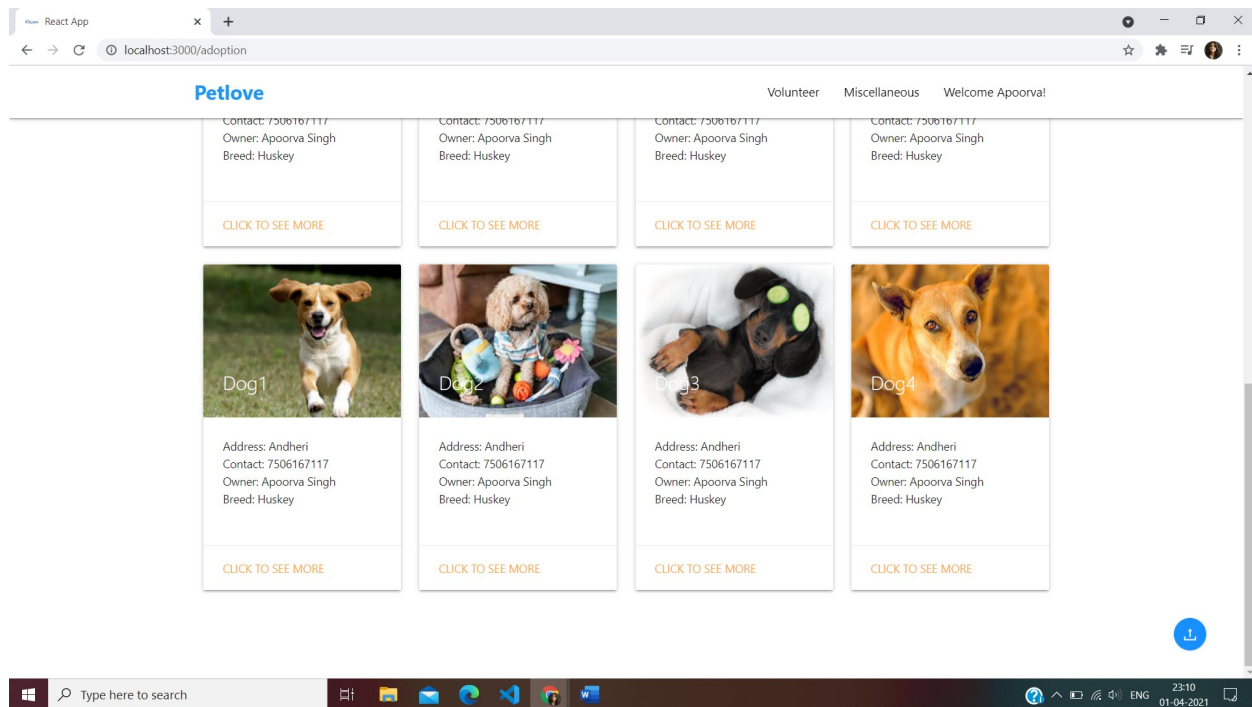 React App
localhost:3000/adoption
Petlove
Volunteer Miscellaneous Welcome Apoorva!
Contact: 7506167117 Contact: 7506167117 Contact: 7506167117 Contact: 7506167117
Owner: Apoorva Singh Owner: Apoorva Singh Owner: Apoorva Singh Owner: Apoorva Singh
Breed: Huskey Breed: Huskey Breed: Huskey Breed: Huskey
CLICK TO SEE MORE CLICK TO SEE MORE CLICK TO SEE MORE CLICK TO SEE MORE
Dog1 Dog2 Dog3 Dog4
Address: Andheri Address: Andheri Address: Andheri Address: Andheri
Contact: 7506167117 Contact: 7506167117 Contact: 7506167117 Contact: 7506167117
Owner: Apoorva Singh Owner: Apoorva Singh Owner: Apoorva Singh Owner: Apoorva Singh
Breed: Huskey Breed: Huskey Breed: Huskey Breed: Huskey
CLICK TO SEE MORE CLICK TO SEE MORE CLICK TO SEE MORE CLICK TO SEE MORE
Type here to search
ENG
23:10
01-04-2021